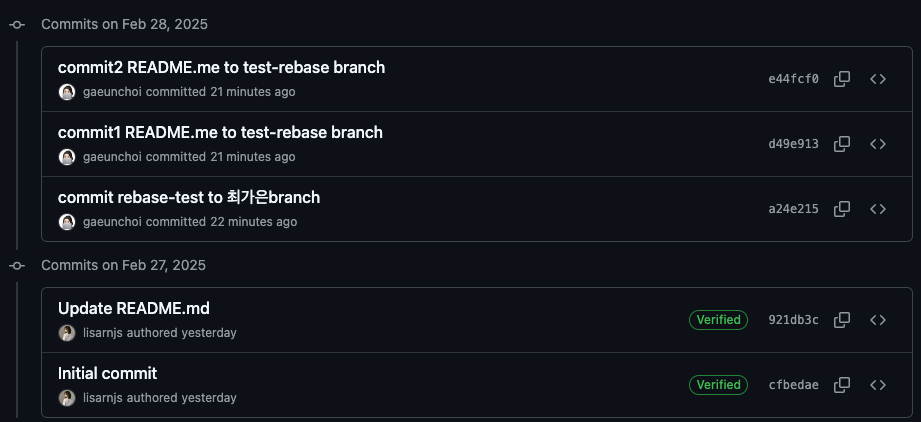 Commits on Feb 28, 2025
commit2 README.me to test-rebase branch
gaeunchoi committed 21 minutes ago
e44fcf0
commit1 README.me to test-rebase branch
gaeunchoi committed 21 minutes ago
d49e913
commit rebase-test to 최가은branch
gaeunchoi committed 22 minutes ago
a24e215
Commits on Feb 27, 2025
Update README.md
lisarnjs authored yesterday
Verified 921db3c
Initial commit
lisarnjs authored yesterday
Verified cfbedae